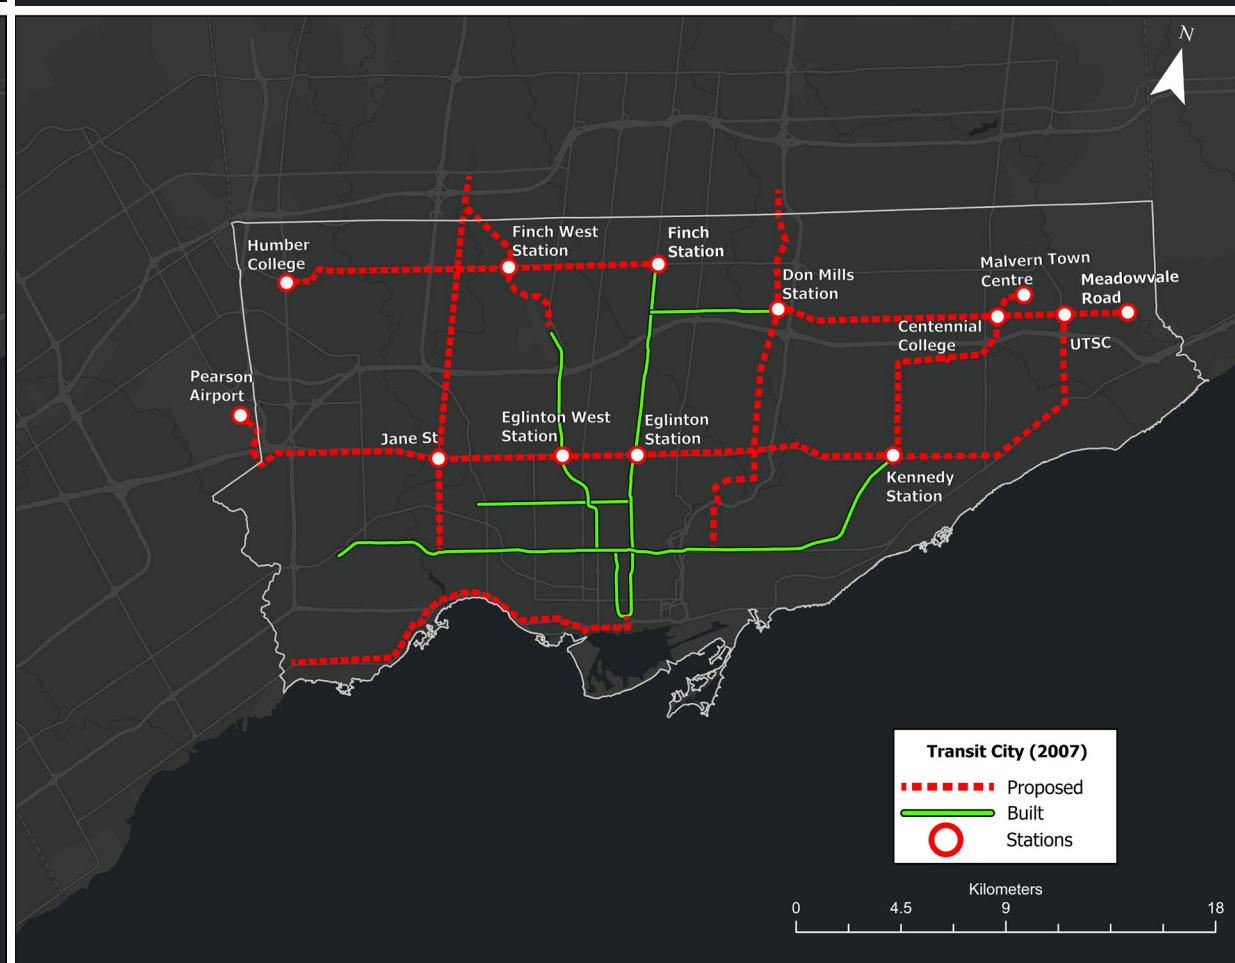 N
Humber
College
Finch West
Station
Finch
Station
Don Mills
Station
Malvern Town
Centre
Meadowvale
Road
Centennial
College
UTSC
Pearson
Airport
Jane St
Eglinton West
Station
Eglinton
Station
Kennedy
Station
Transit City (2007)
Proposed
Built
Stations
Kilometers
0 4.5 9 18